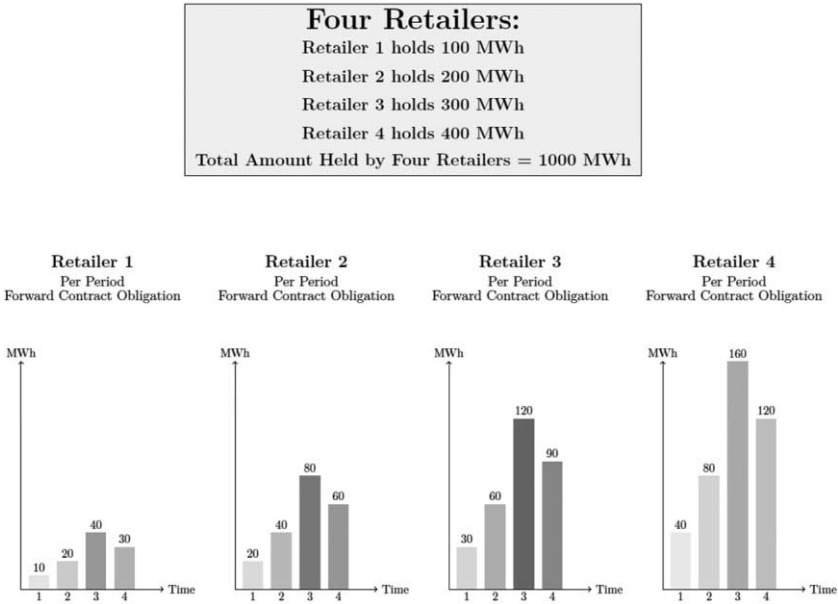 Four Retailers:
Retailer 1 holds 100 MWh
Retailer 2 holds 200 MWh
Retailer 3 holds 300 MWh
Retailer 4 holds 400 MWh
Total Amount Held by Four Retailers = 1000 MWh
Retailer 1
Per Period
Forward Contract Obligation
MWh
10
20
40
30
1 2 3 4
Time
Retailer 2
Per Period
Forward Contract Obligation
MWh
20
40
80
60
1 2 3 4
Time
Retailer 3
Per Period
Forward Contract Obligation
MWh
30
60
120
90
1 2 3 4
Time
Retailer 4
Per Period
Forward Contract Obligation
MWh
40
80
160
120
1 2 3 4
Time